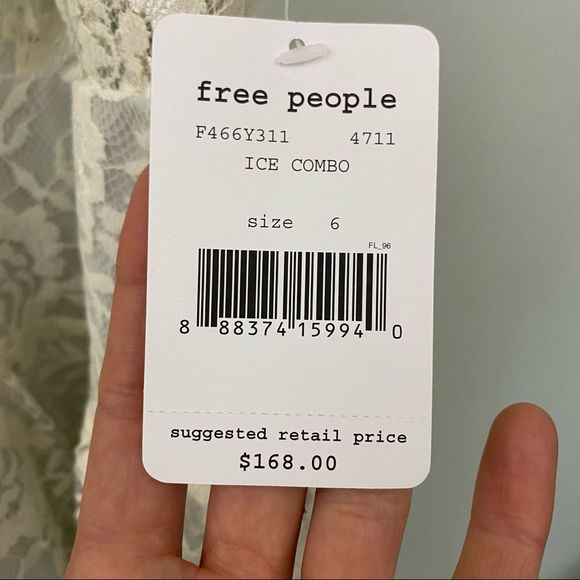 free people
F466Y311 4711
ICE COMBO
size 6
FL_96
8 88374 15994 0
suggested retail price
$168.00